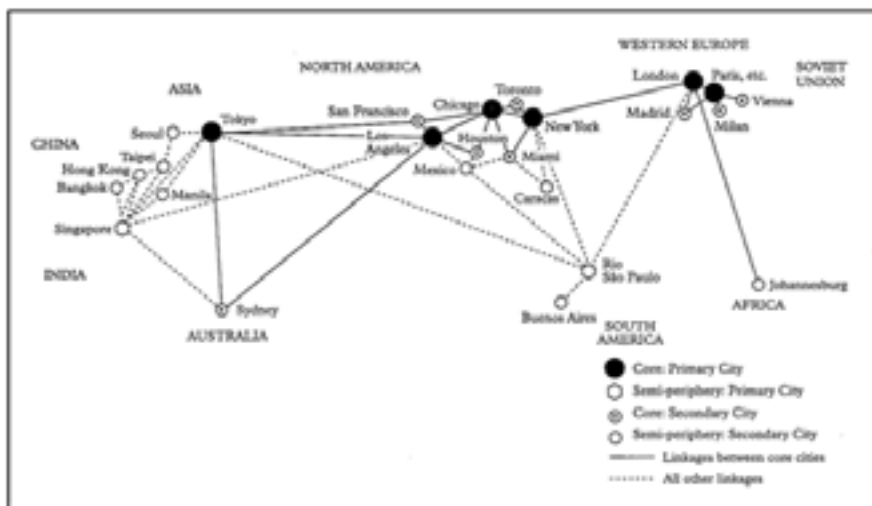 WESTERN EUROPE
NORTH AMERICA
London
Paris, etc.
SOVIET
UNION
ASIA
Toronto
Chicago
San Francisco
Vienna
Madrid
Milan
Tokyo
New York
Seoul
Los
Angeles
Houston
CHINA
Taipei
Miami
Hong Kong
Mexico
Bangkok
Manila
Caracas
Singapore
INDIA
Rio
São Paulo
Johannesburg
AFRICA
Sydney
Buenos Aires
AUSTRALIA
SOUTH
AMERICA
Core: Primary City
Semi-periphery: Primary City
Core: Secondary City
Semi-periphery: Secondary City
Linkages between core cities
All other linkages